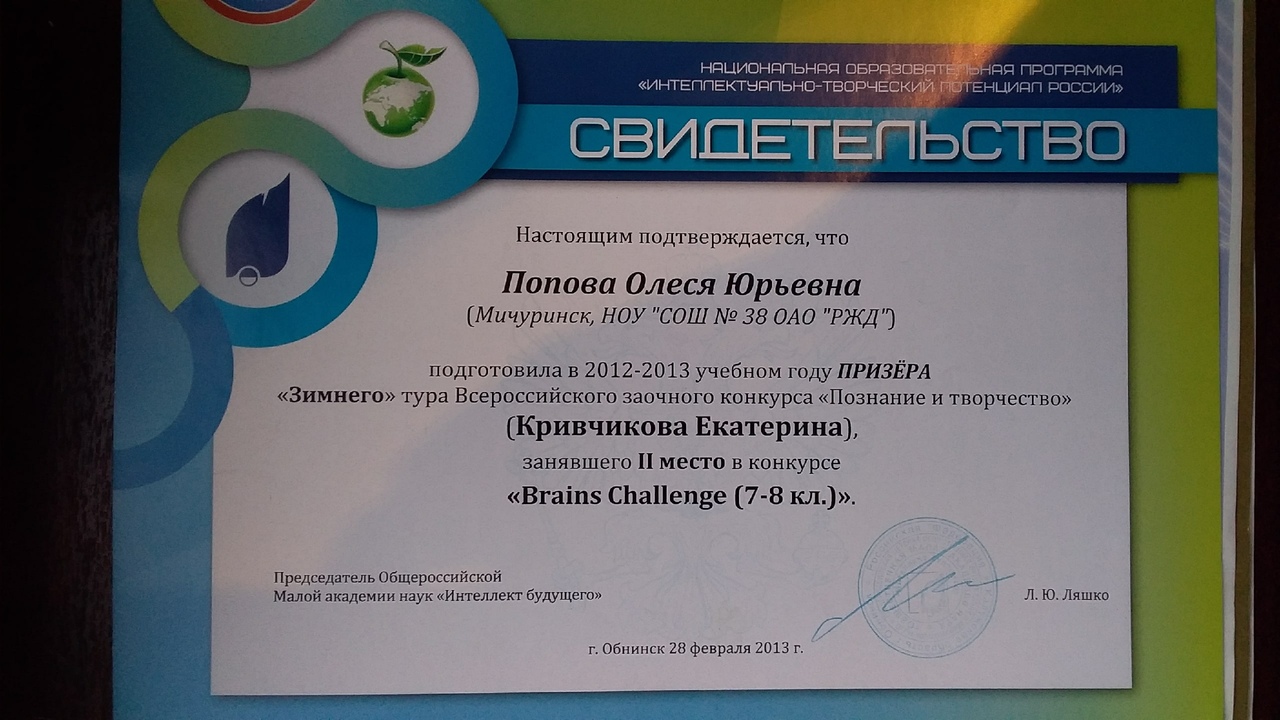 НАЦИОНАЛЬНАЯ ОБРАЗОВАТЕЛЬНАЯ ПРОГРАММА
«ИНТЕЛЛЕКТУАЛЬНО-ТВОРЧЕСКИЙ ПОТЕНЦИАЛ РОССИИ»
СВИДЕТЕЛЬСТВО
Настоящим подтверждается, что
Попова Олеся Юрьевна
(Мичуринск, НОУ "СОШ № 38 ОАО "РЖД")
подготовила в 2012-2013 учебном году ПРИЗЁРА
«Зимнего» тура Всероссийского заочного конкурса «Познание и творчество»
(Кривчикова Екатерина),
занявшего II место в конкурсе
«Brains Challenge (7-8 кл.)».
Председатель Общероссийской
Малой академии наук «Интеллект будущего»
Л. Ю. Ляшко
г. Обнинск 28 февраля 2013 г.